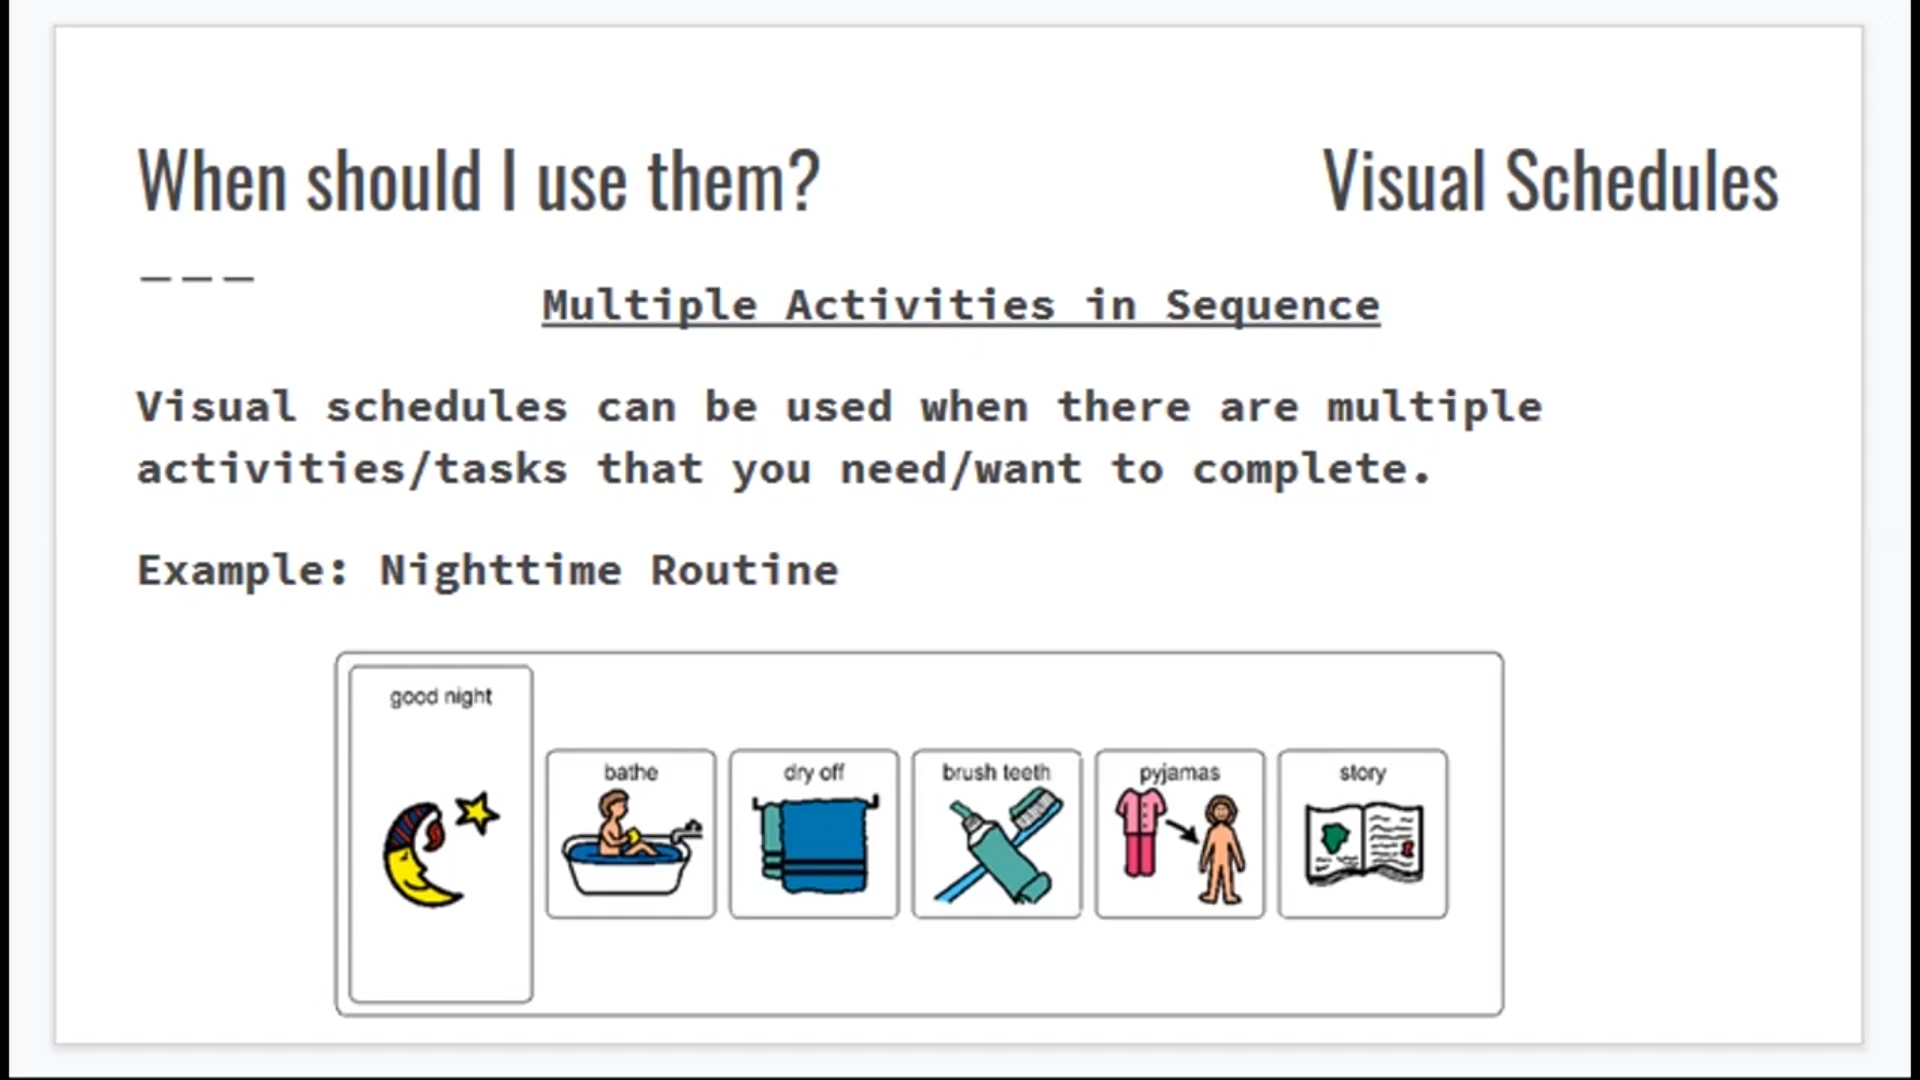 When should I use them?
Visual Schedules
Multiple Activities in Sequence
Visual schedules can be used when there are multiple
activities/tasks that you need/want to complete.
Example: Nighttime Routine
good night
bathe
dry off
brush teeth
pyjamas
story